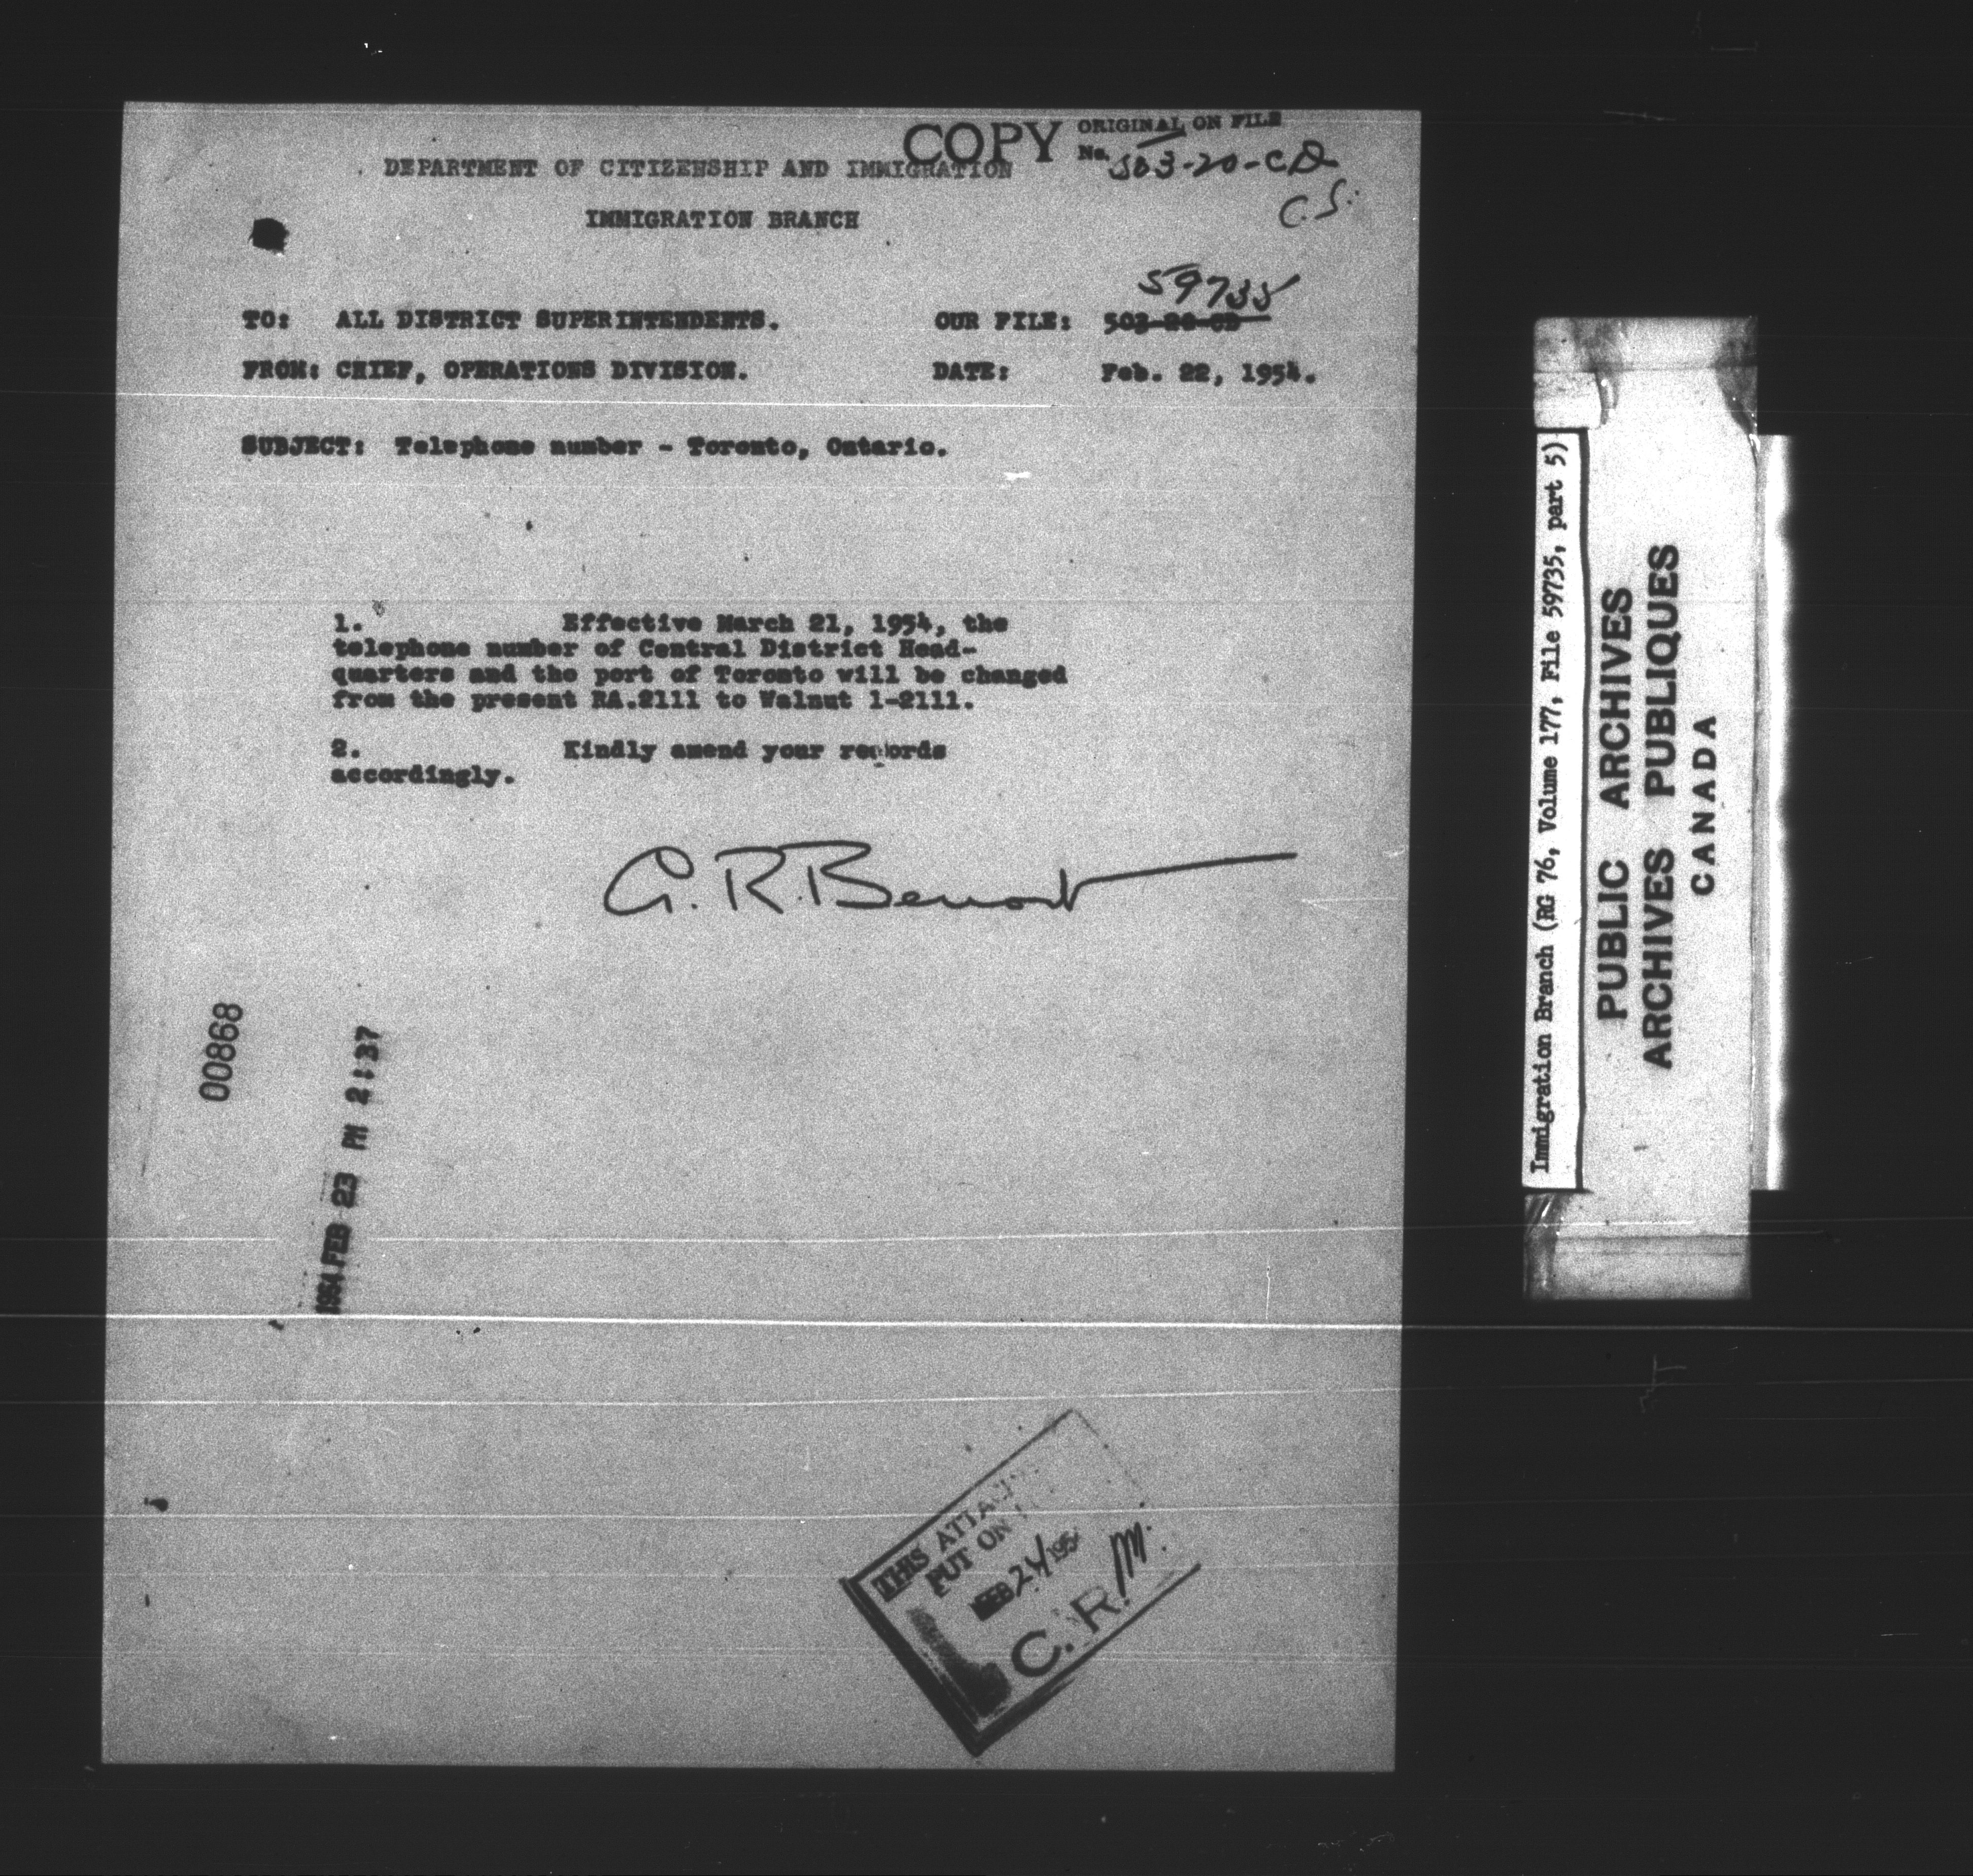 COPY ORIGINAL ON FILE
No. 503-20-CD
C.S.
DEPARTMENT OF CITIZENSHIP AND IMMIGRATION
IMMIGRATION BRANCH
59735
TO: ALL DISTRICT SUPERINTENDENTS. OUR FILE: 503-20-CD
FROM: CHIEF, OPERATIONS DIVISION. DATE: Feb. 22, 1954.
SUBJECT: Telephone number - Toronto, Ontario.
1. Effective March 21, 1954, the
telephone number of Central District Head-
quarters and the port of Toronto will be changed
from the present RA.2111 to Walnut 1-2111.
2. Kindly amend your records
accordingly.
G.R. Benoit
00868
1954 FEB 23 PM 2:37
THIS
PUT ON
FEB 24 1954
C. R. M.
Immigration Branch (RG 76, Volume 177, File 59735, part 5)
PUBLIC ARCHIVES
ARCHIVES PUBLIQUES
CANADA